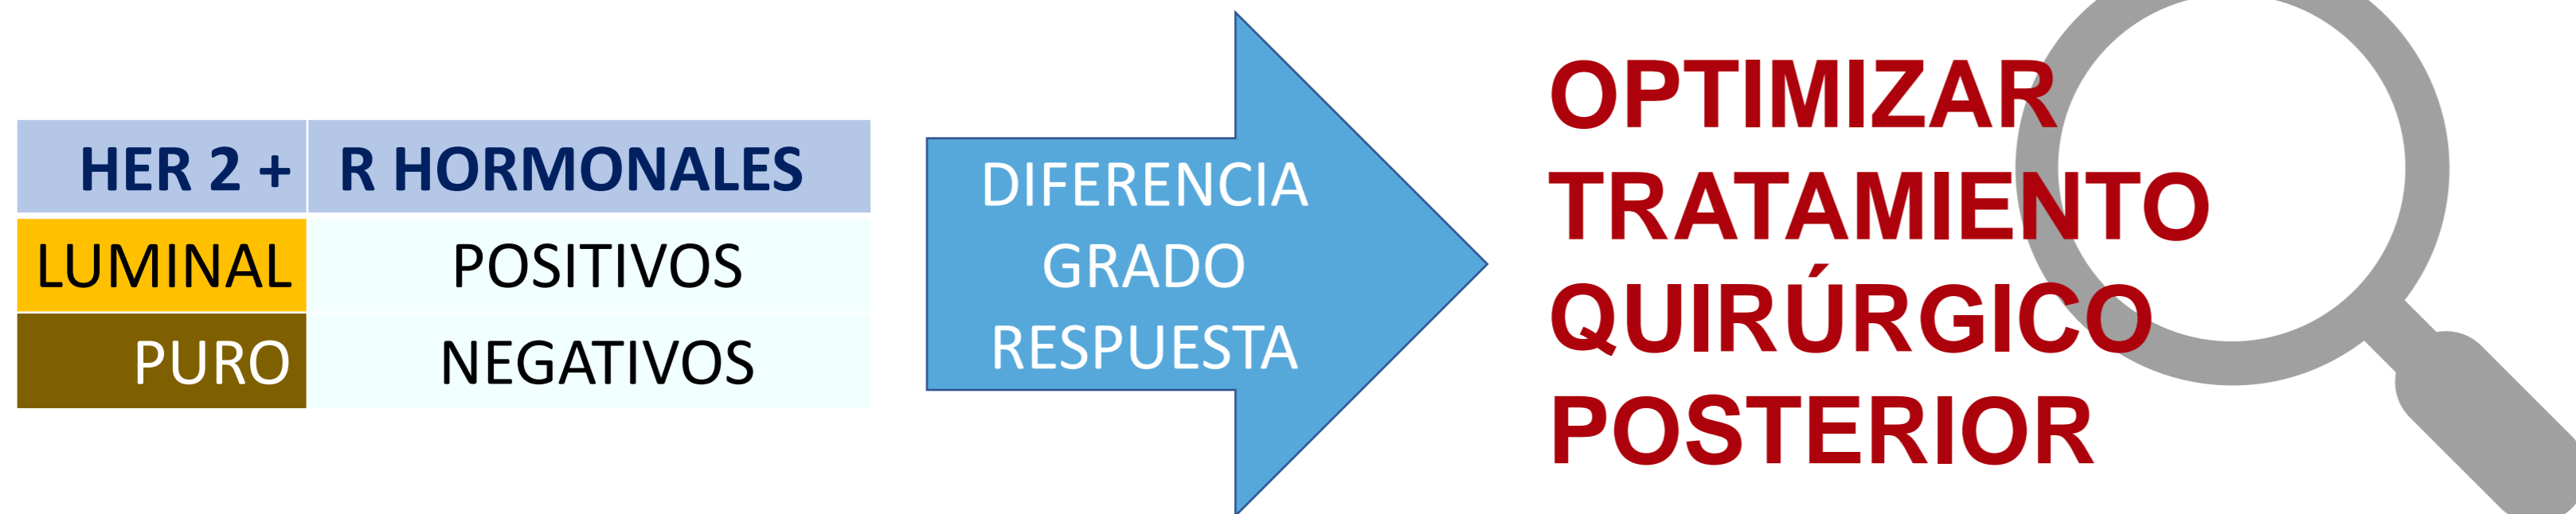 HER 2 + R HORMONALES
LUMINAL POSITIVOS
PURO NEGATIVOS
DIFERENCIA
GRADO
RESPUESTA
OPTIMIZAR
TRATAMIENTO
QUIRÚRGICO
POSTERIOR